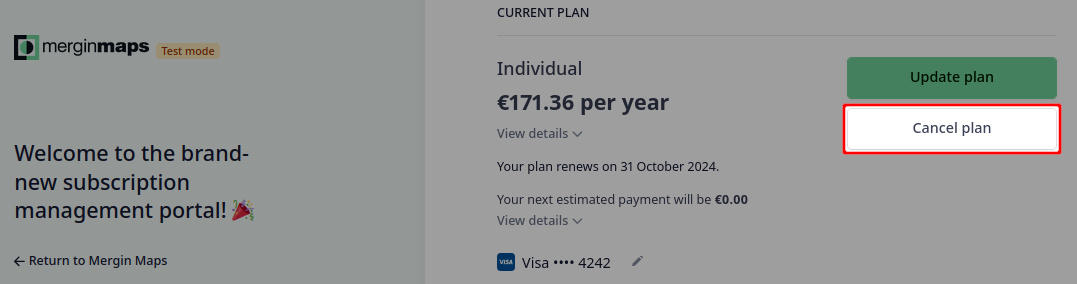 merginmaps
Test mode
Welcome to the brand-
new subscription
management portal!
Return to Mergin Maps
CURRENT PLAN
Individual
€171.36 per year
View details
Your plan renews on 31 October 2024.
Your next estimated payment will be €0.00
View details
VISA Visa •••• 4242
Update plan
Cancel plan